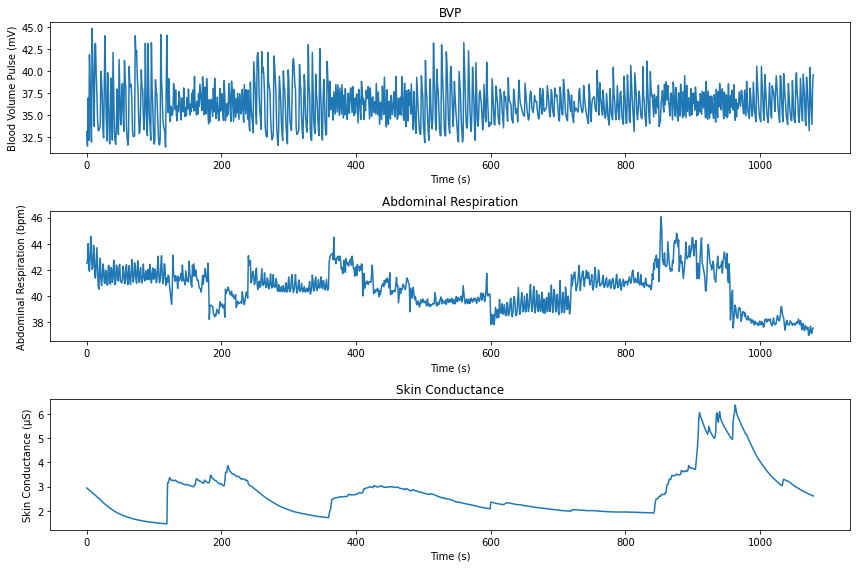 BVP
Blood Volume Pulse (mV)
45.0
42.5
40.0
37.5
35.0
32.5
0 200 400 600 800 1000
Time (s)
Abdominal Respiration
Abdominal Respiration (bpm)
46
44
42
40
38
0 200 400 600 800 1000
Time (s)
Skin Conductance
Skin Conductance (μS)
6
5
4
3
2
0 200 400 600 800 1000
Time (s)